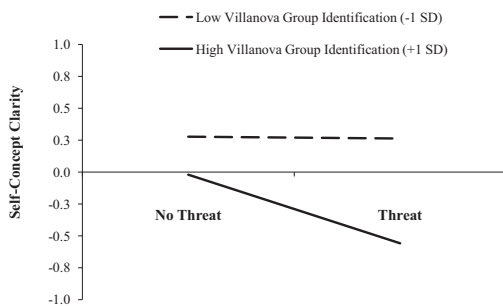 Low Villanova Group Identification (-1 SD)
High Villanova Group Identification (+1 SD)
Self-Concept Clarity
1.0
0.8
0.5
0.3
0.0
-0.3
-0.5
-0.8
-1.0
No Threat
Threat